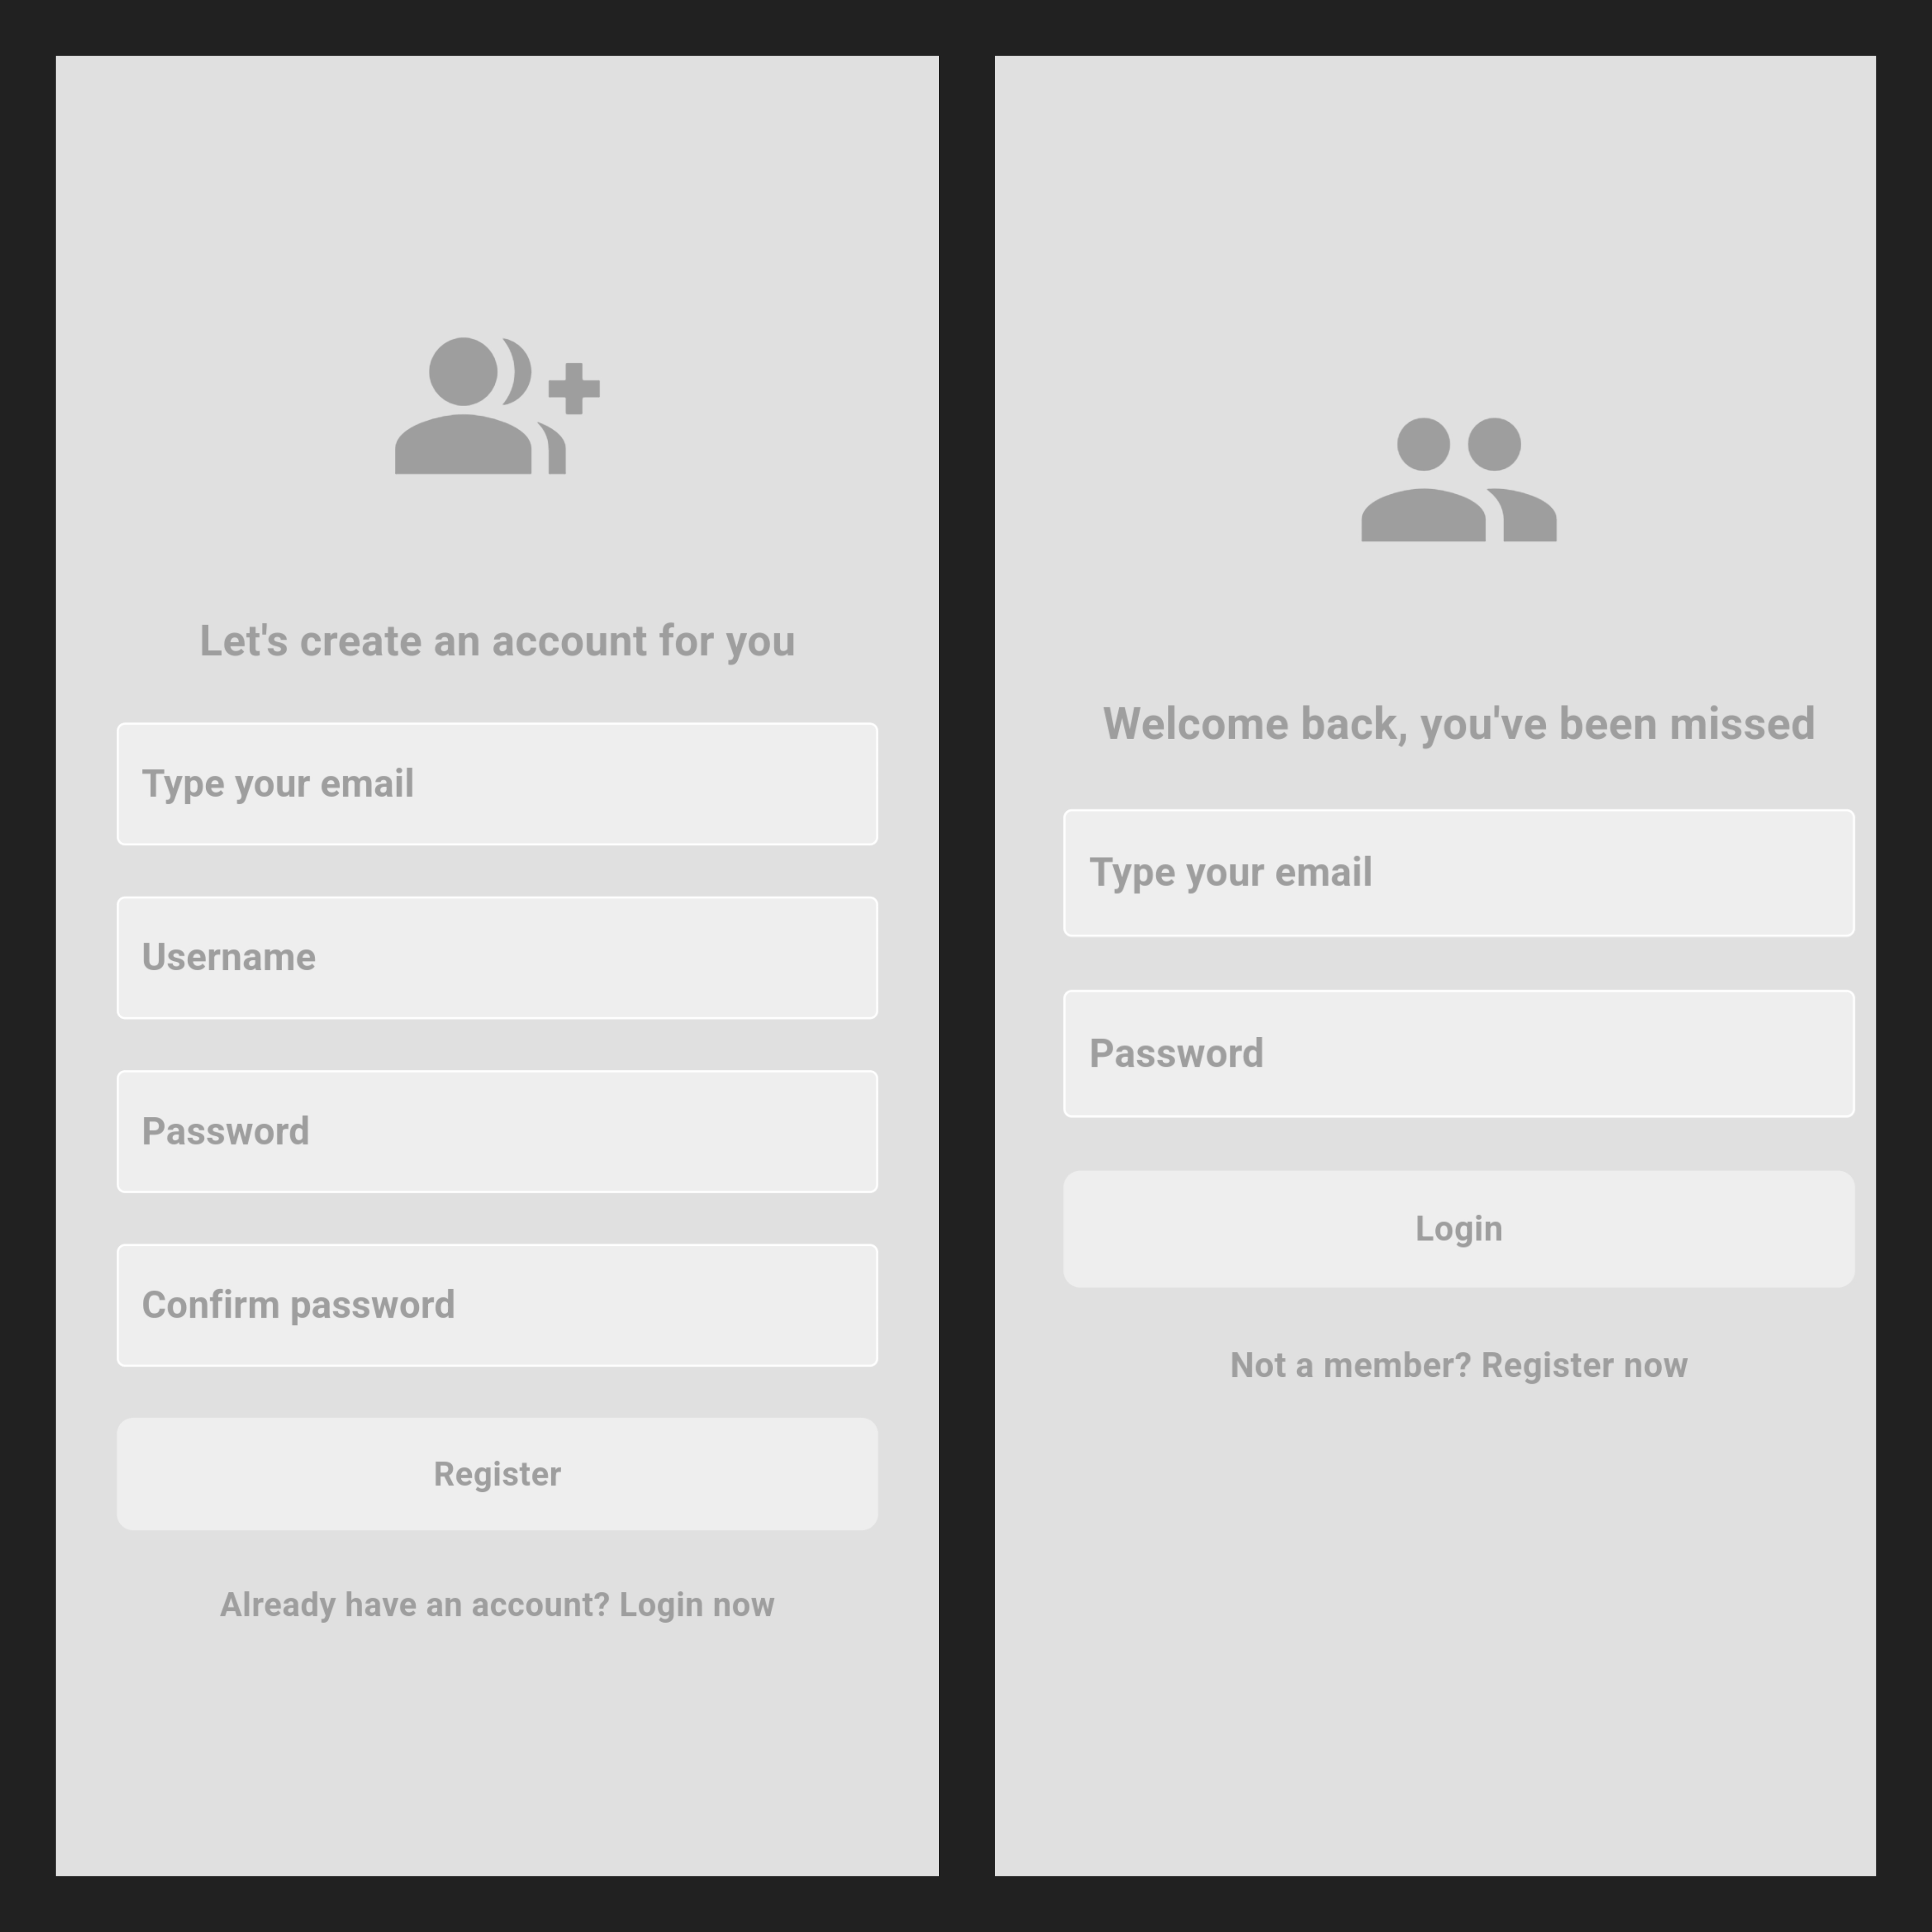 Let's create an account for you
Type your email
Username
Password
Confirm password
Register
Already have an account? Login now
Welcome back, you've been missed
Type your email
Password
Login
Not a member? Register now